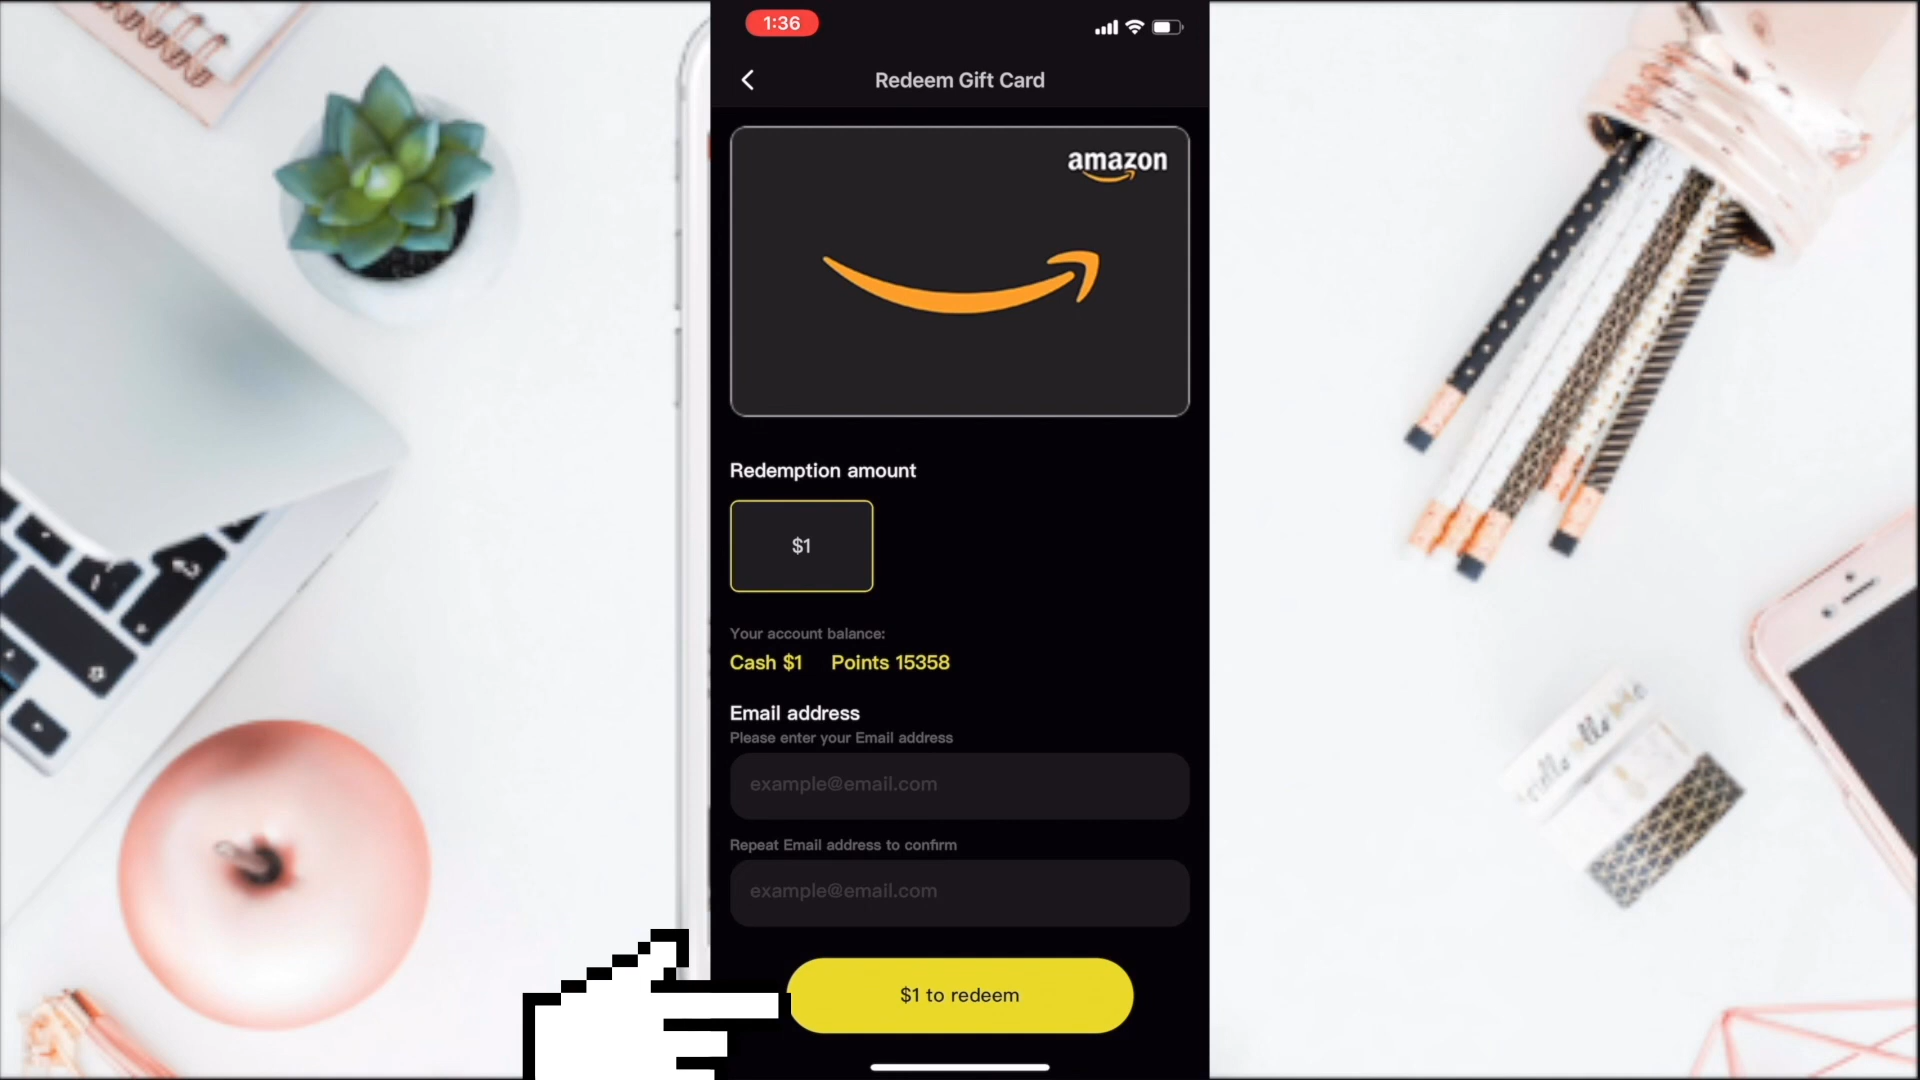 1:36
Redeem Gift Card
amazon
Redemption amount
$1
Your account balance:
Cash $1 Points 15358
Email address
Please enter your Email address
example@email.com
Repeat Email address to confirm
example@email.com
$1 to redeem